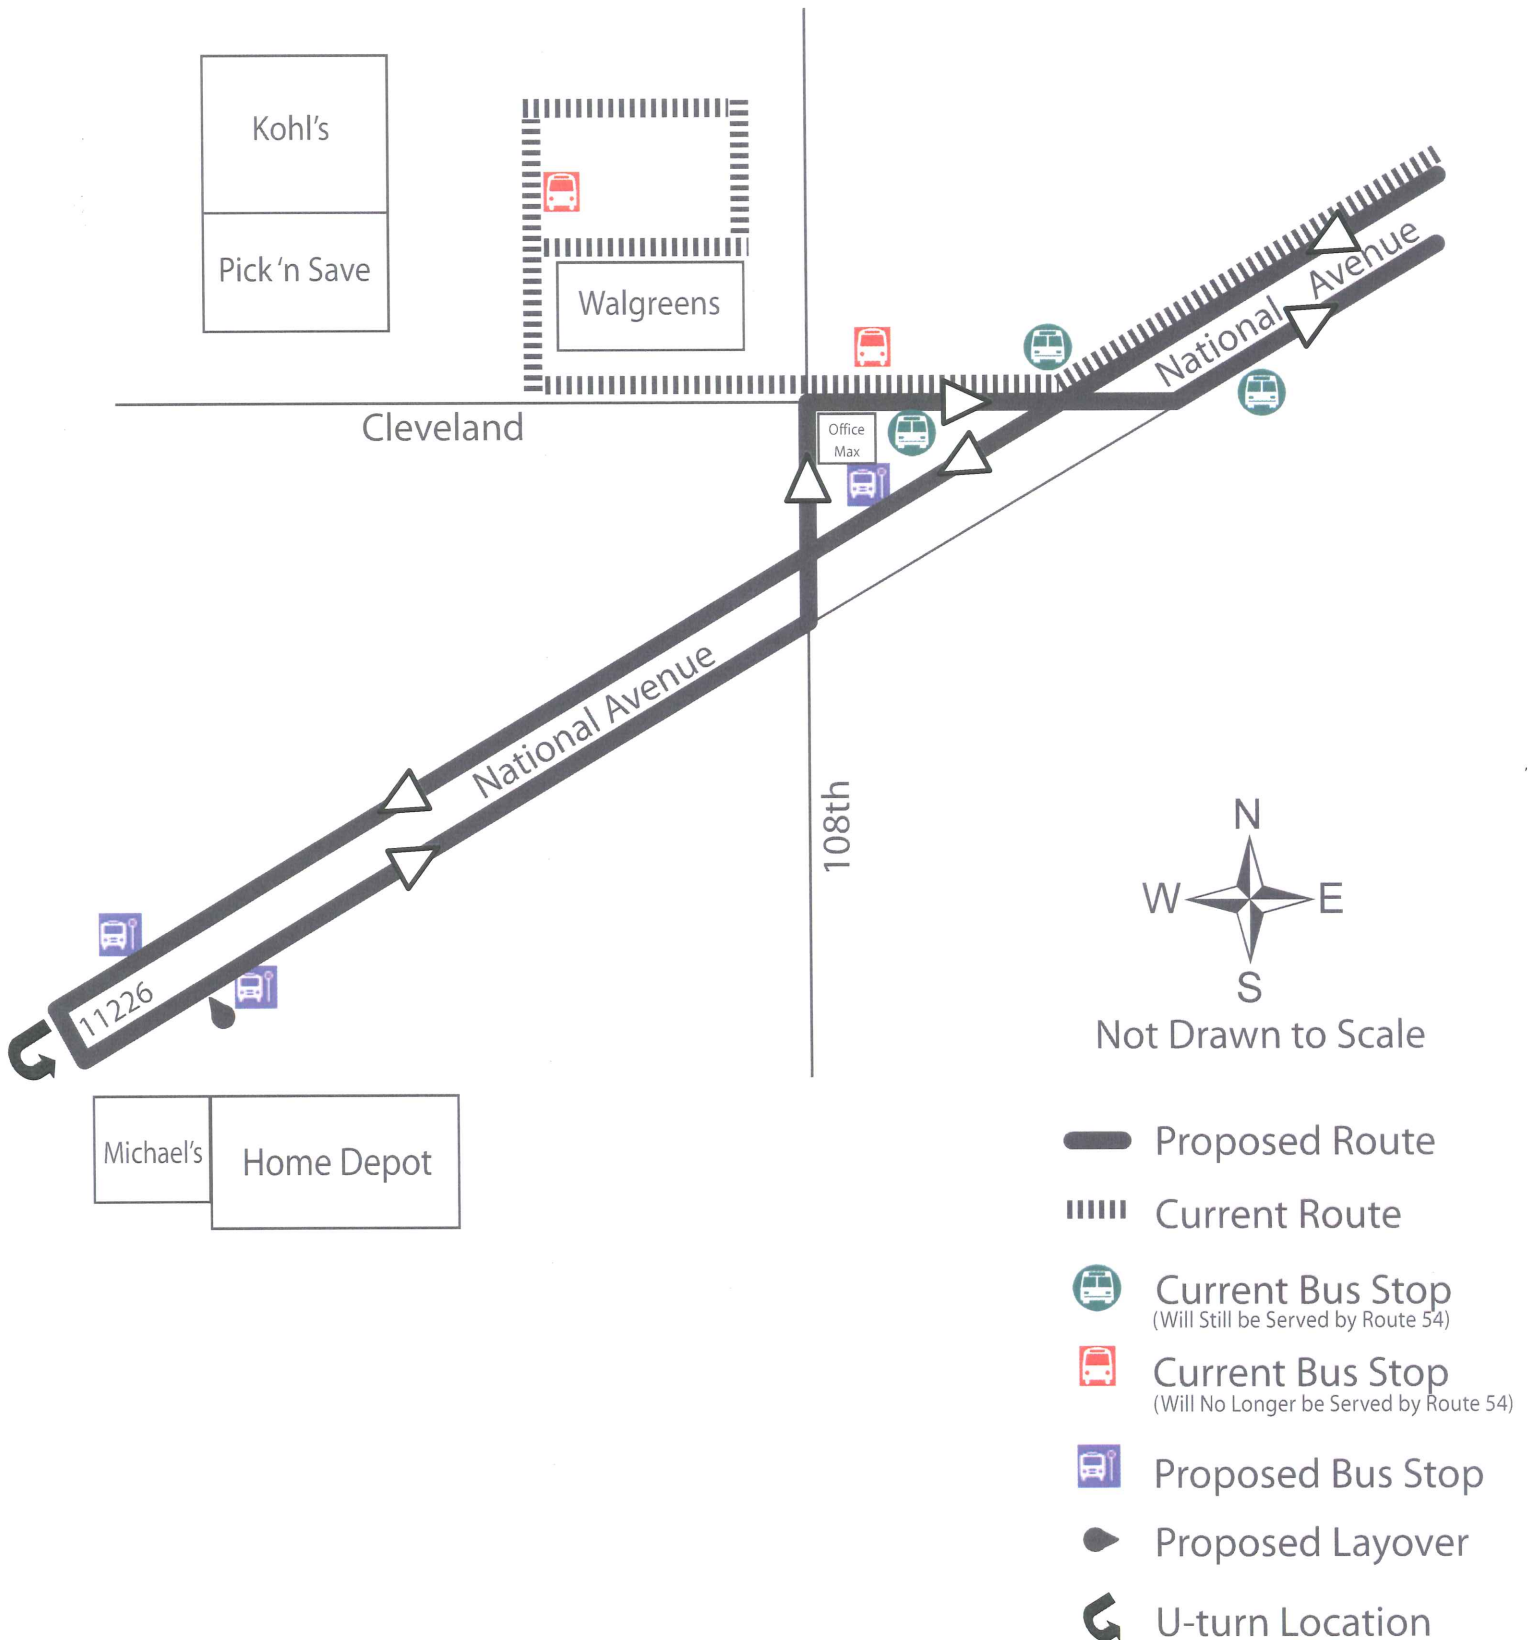 Kohl's
Pick 'n Save
Walgreens
National Avenue
Cleveland
Office
Max
National Avenue
108th
11226
Michael's
Home Depot
N
W
E
S
Not Drawn to Scale
Proposed Route
Current Route
Current Bus Stop
(Will Still be Served by Route 54)
Current Bus Stop
(Will No Longer be Served by Route 54)
Proposed Bus Stop
Proposed Layover
U-turn Location